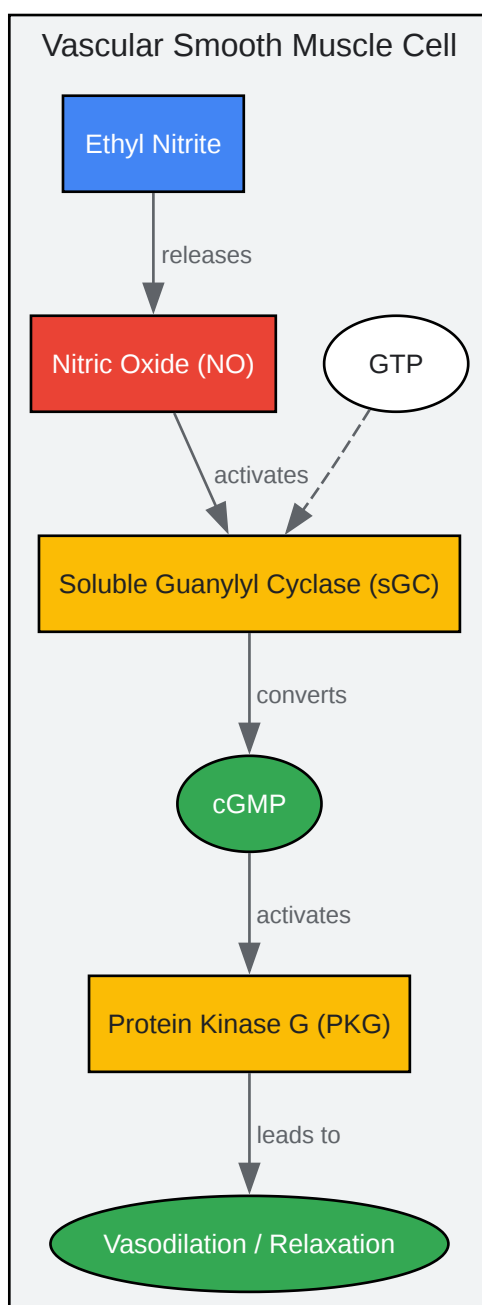 Vascular Smooth Muscle Cell
Ethyl Nitrite
releases
Nitric Oxide (NO)
GTP
activates
Soluble Guanylyl Cyclase (sGC)
converts
cGMP
activates
Protein Kinase G (PKG)
leads to
Vasodilation / Relaxation